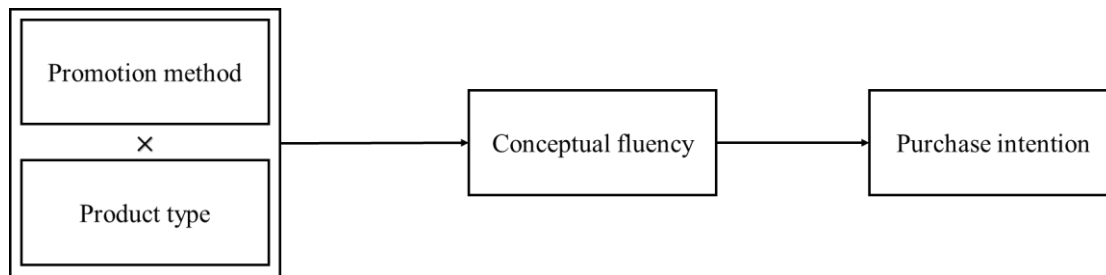 Promotion method
×
Product type
Conceptual fluency
Purchase intention